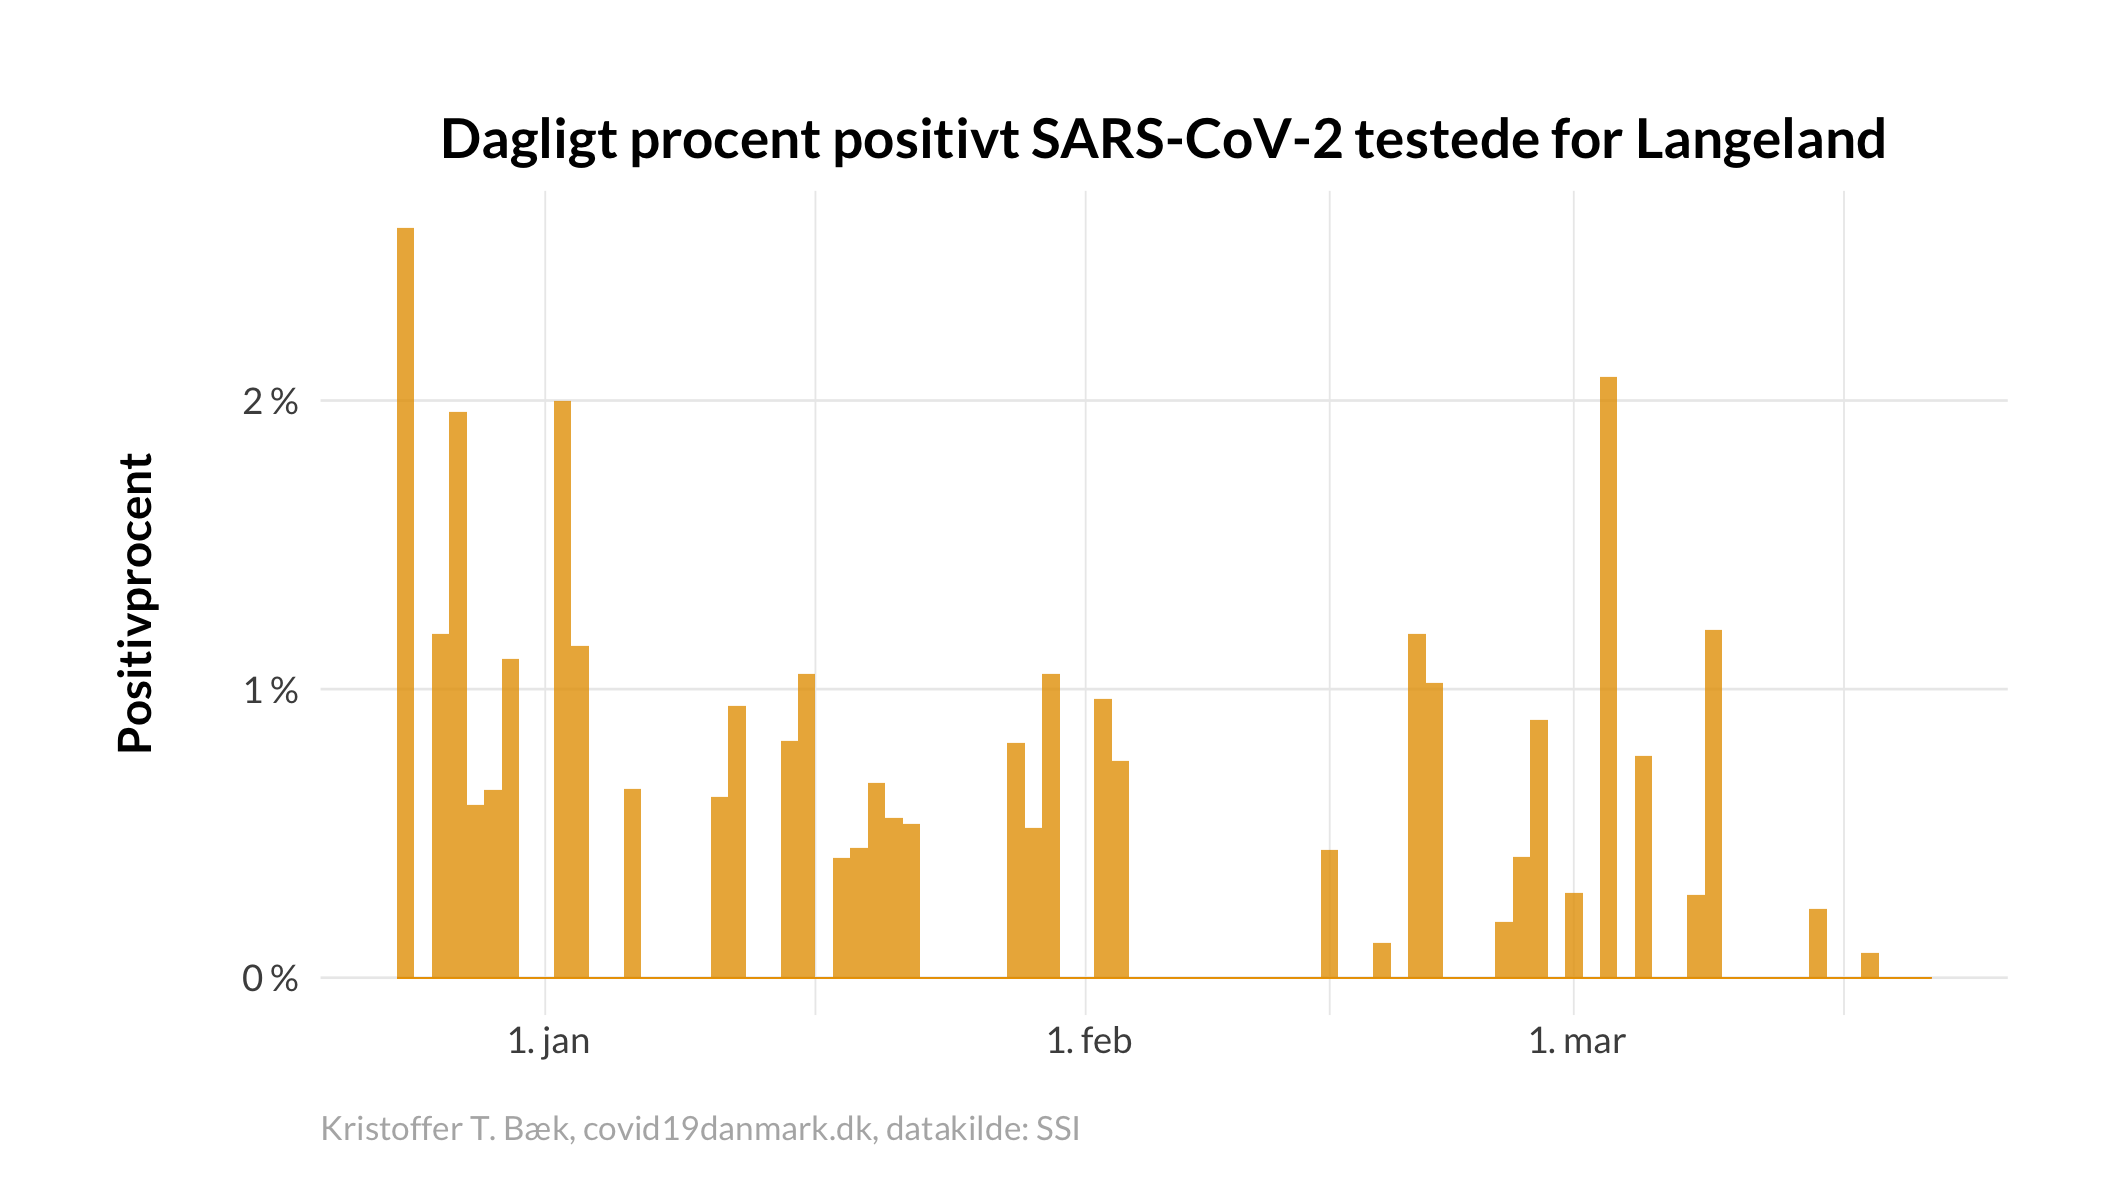 Dagligt procent positivt SARS-CoV-2 testede for Langeland
Positivprocent
2 %
1 %
0 %
1. jan
1. feb
1. mar
Kristoffer T. Bæk, covid19danmark.dk, datakilde: SSI